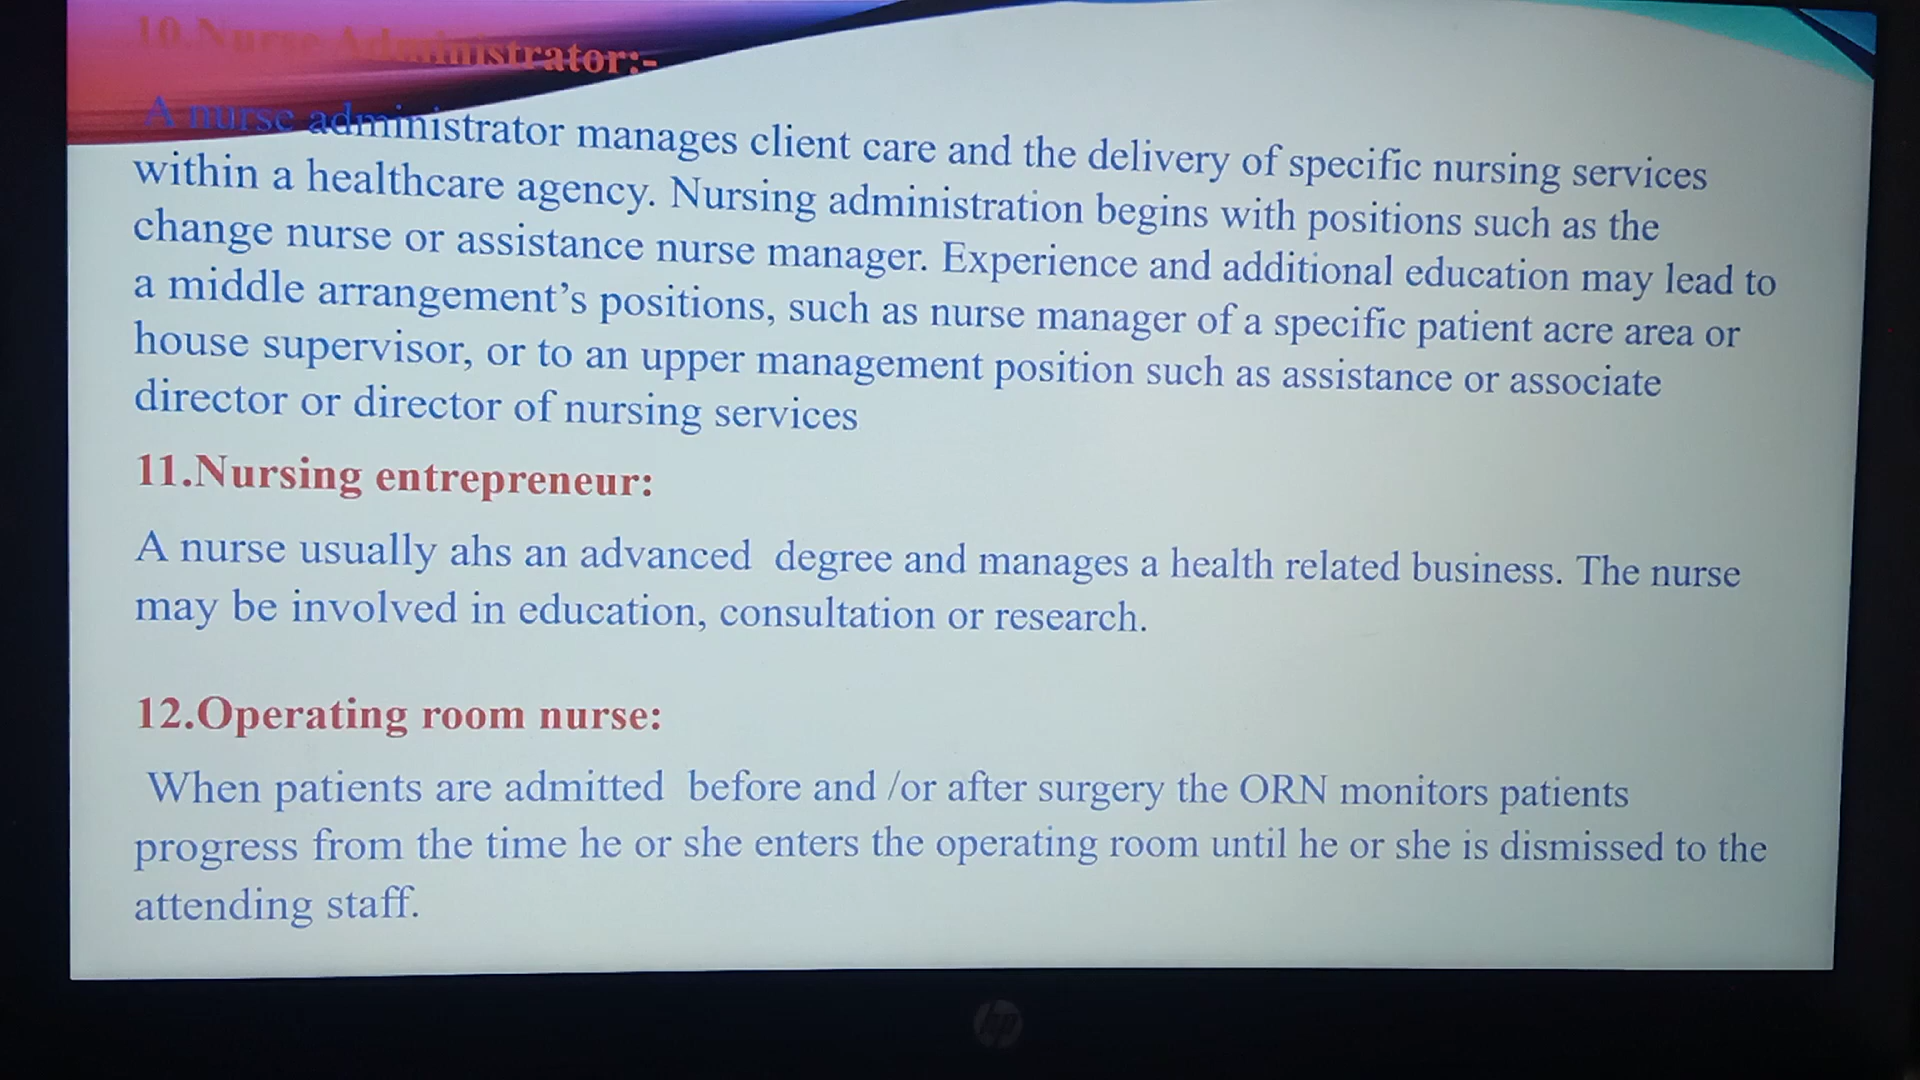 10.Nurse Administrator:-
A nurse administrator manages client care and the delivery of specific nursing services
within a healthcare agency. Nursing administration begins with positions such as the
change nurse or assistance nurse manager. Experience and additional education may lead to
a middle arrangement's positions, such as nurse manager of a specific patient acre area or
house supervisor, or to an upper management position such as assistance or associate
director or director of nursing services
11.Nursing entrepreneur:
A nurse usually ahs an advanced  degree and manages a health related business. The nurse
may be involved in education, consultation or research.
12.Operating room nurse:
When patients are admitted  before and /or after surgery the ORN monitors patients
progress from the time he or she enters the operating room until he or she is dismissed to the
attending staff.
hp